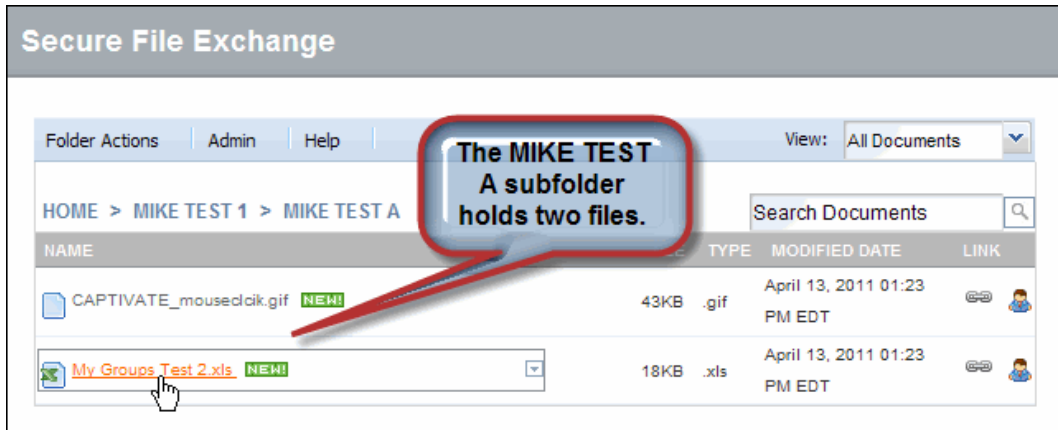 Secure File Exchange
Folder Actions Admin Help View: All Documents
The MIKE TEST
A subfolder
holds two files.
HOME > MIKE TEST 1 > MIKE TEST A Search Documents
NAME TYPE MODIFIED DATE LINK
CAPTIVATE_mousedcik.gif NEW! 43KB .gif April 13, 2011 01:23
PM EDT
My Groups Test 2.xls NEW! 18KB .xls April 13, 2011 01:23
PM EDT